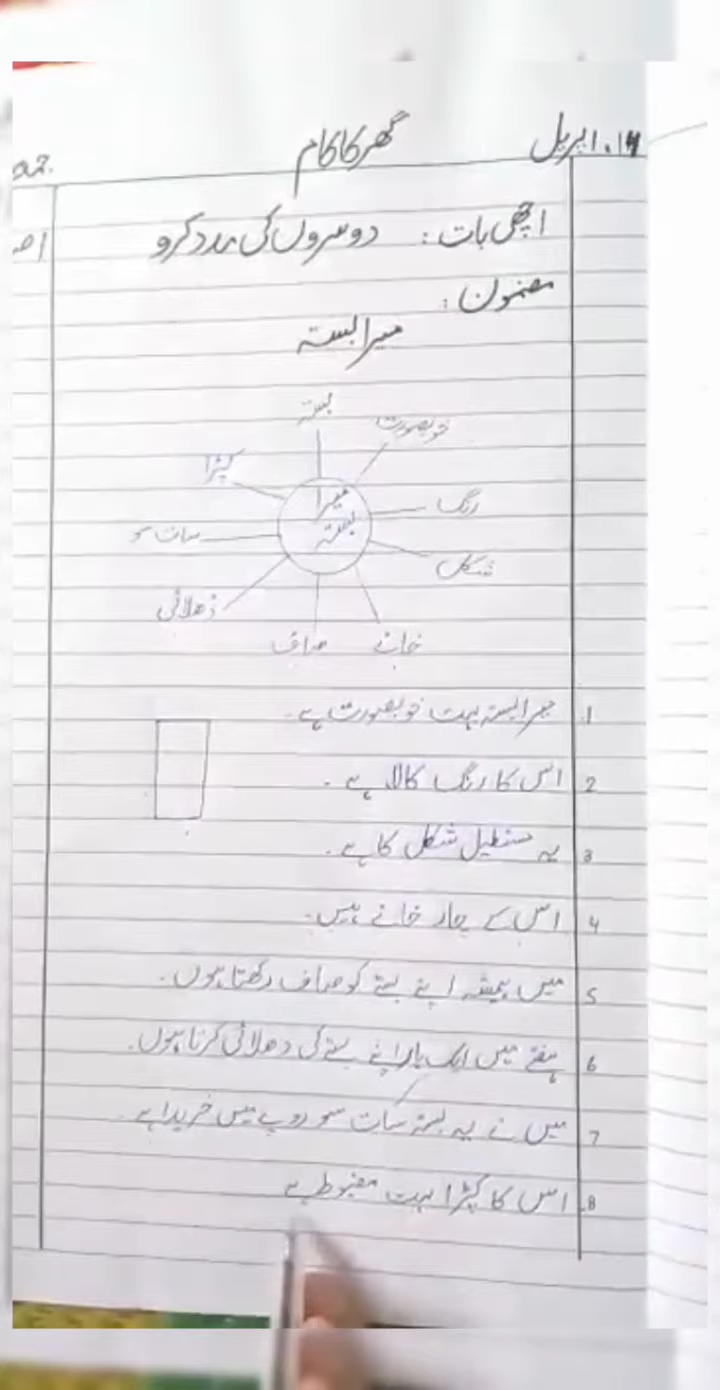 ۱۴. اپریل گھر کا کام
اچھی بات: دوسروں کی مدد کرو
مضمون:
میرا بستہ
بستہ
خوبصورت
کپڑا
میرا
بستہ
رنگ
سات سو
شکل
دھلائی
صاف
خانے
1. میرا بستہ بہت خوبصورت ہے۔
2 اس کا رنگ کالا ہے۔
3 یہ مستطیل شکل کا ہے۔
4 اس کے چار خانے ہیں۔
5 میں ہمیشہ اپنے بستے کو صاف رکھتا ہوں۔
6 ہفتے میں ایک بار اپنے بستے کی دھلائی کرتا ہوں۔
7 میں نے یہ بستہ سات سو روپے میں خریدا ہے۔
8. اس کا کپڑا بہت مضبوط ہے